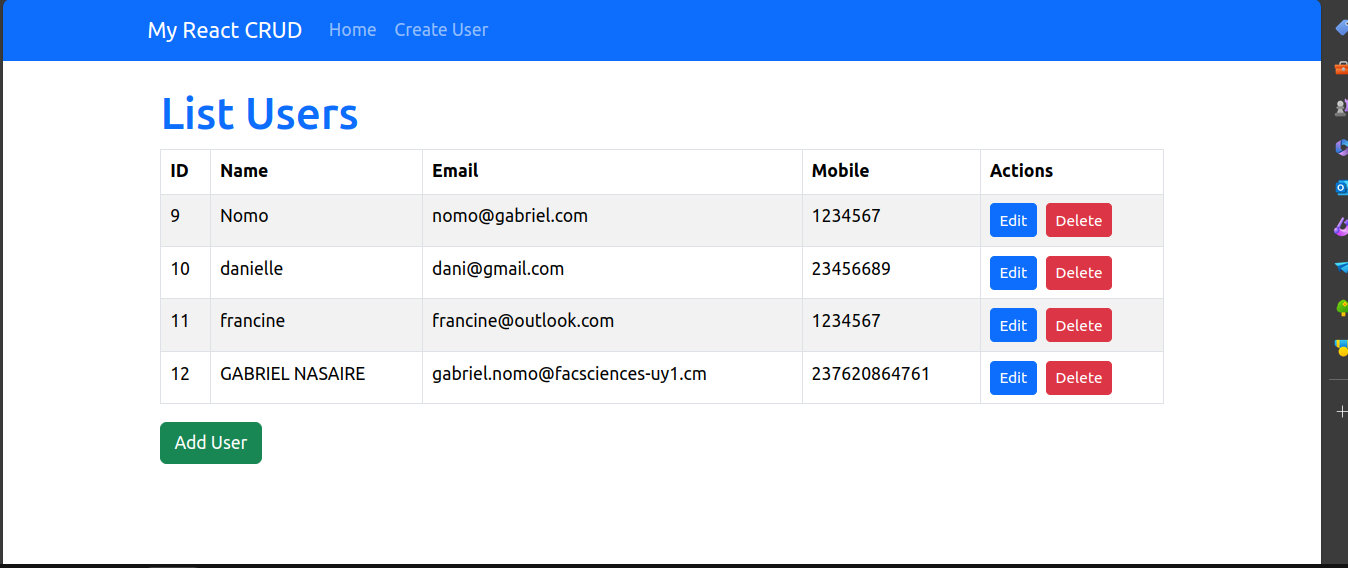 My React CRUD Home Create User
List Users
ID Name Email Mobile Actions
9 Nomo nomo@gabriel.com 1234567 Edit Delete
10 danielle dani@gmail.com 23456689 Edit Delete
11 francine francine@outlook.com 1234567 Edit Delete
12 GABRIEL NASAIRE gabriel.nomo@facsciences-uy1.cm 237620864761 Edit Delete
Add User